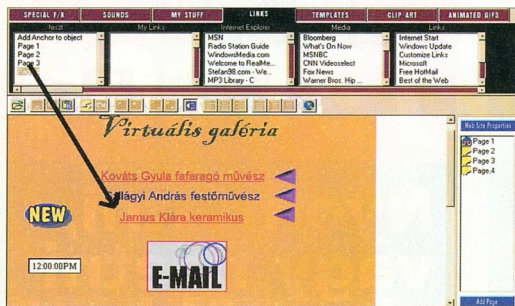 SPECIAL F/X SOUNDS MY STUFF LINKS TEMPLATES CLIP ART ANIMATED GIFS
teszt My Links Internet Explorer Media Links
Add Anchor to object
Page 1
Page 2
Page 3
MSN
Radio Station Guide
WindowsMedia.com
Welcome to RealMe...
Stefan98.com - We...
MP3 Library - C
Bloomberg
What's On Now
MSNBC
CNN Videoselect
Fox News
Warner Bros. Hip ...
Internet Start
Windows Update
Customize Links
Microsoft
Free HotMail
Best of the Web
Virtuális galéria
Kováts Gyula fafaragó művész
András festőművész
Jamus Klára keramikus
NEW
12:00:00PM
E-MAIL
Web Site Properties
Page 1
Page 2
Page 3
Page.4
Add Page